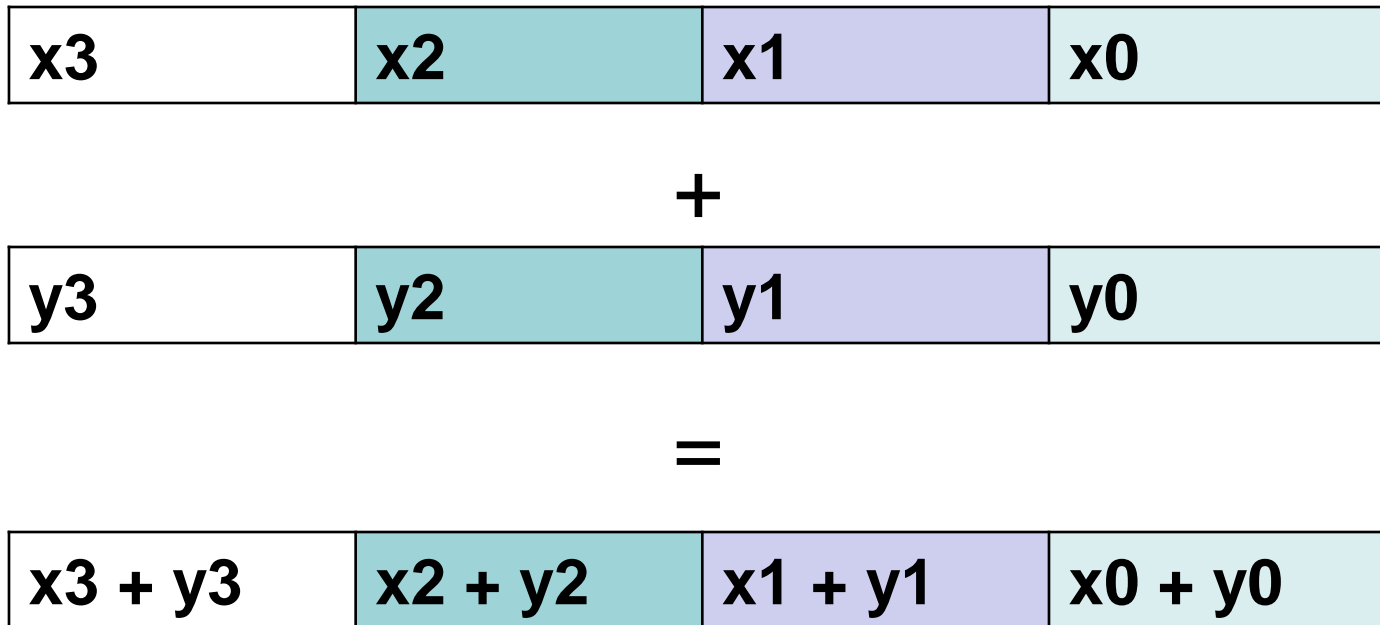 x3 x2 x1 x0
+
y3 y2 y1 y0
=
x3 + y3 x2 + y2 x1 + y1 x0 + y0